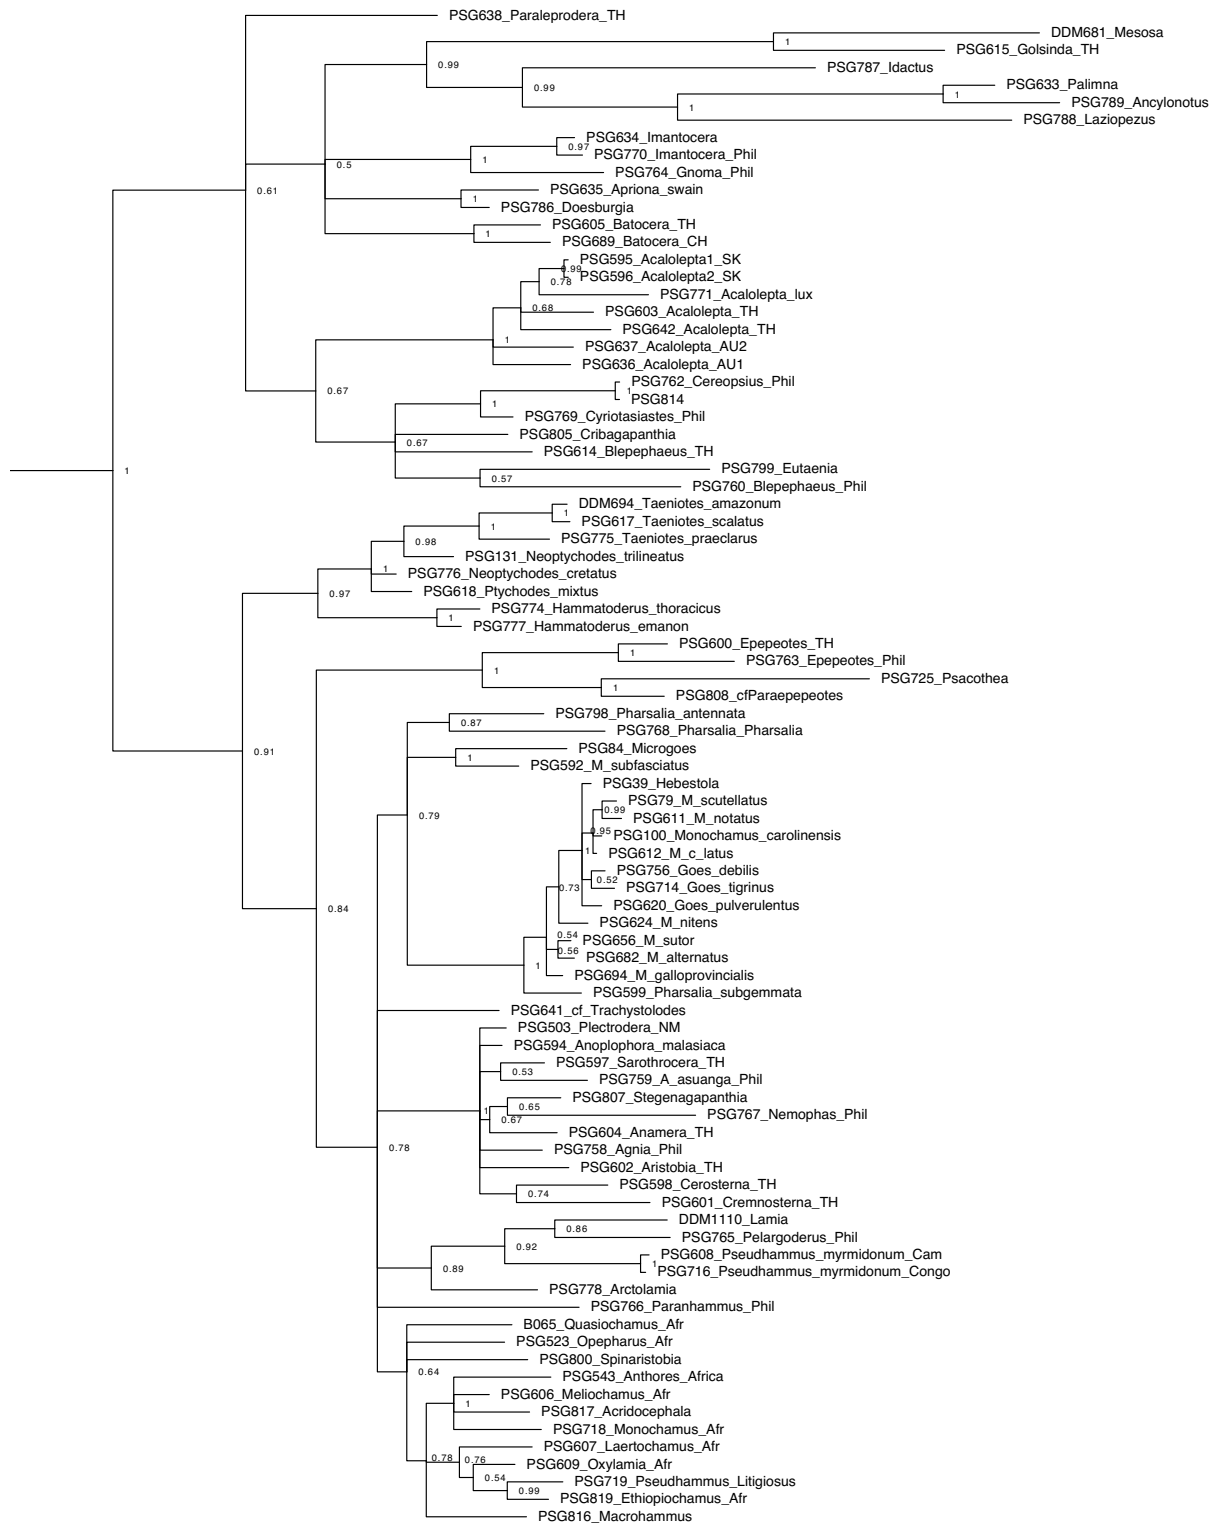 PSG638_Paraleprodera_TH
DDM681_Mesosa
1
PSG615_Golsinda_TH
0.99
PSG787_Idactus
0.99
PSG633_Palimna
1
PSG789_Ancylonotus
1
PSG788_Laziopezus
PSG634_Imantocera
0.97
PSG770_Imantocera_Phil
1
0.5
PSG764_Gnoma_Phil
0.61
PSG635_Apriona_swain
1
PSG786_Doesburgia
PSG605_Batocera_TH
1
PSG689_Batocera_CH
PSG595_Acalolepta1_SK
0.99
PSG596_Acalolepta2_SK
0.78
PSG771_Acalolepta_lux
0.68
PSG603_Acalolepta_TH
PSG642_Acalolepta_TH
1
PSG637_Acalolepta_AU2
PSG636_Acalolepta_AU1
0.67
PSG762_Cereopsius_Phil
1
PSG814
1
PSG769_Cyriotasiastes_Phil
PSG805_Cribagapanthia
0.67
PSG614_Blepephaeus_TH
1
PSG799_Eutaenia
0.57
PSG760_Blepephaeus_Phil
DDM694_Taeniotes_amazonum
1
PSG617_Taeniotes_scalatus
1
PSG775_Taeniotes_praeclarus
0.98
PSG131_Neoptychodes_trilineatus
1
PSG776_Neoptychodes_cretatus
0.97
PSG618_Ptychodes_mixtus
PSG774_Hammatoderus_thoracicus
1
PSG777_Hammatoderus_emanon
PSG600_Epepeotes_TH
1
PSG763_Epepeotes_Phil
1
PSG725_Psacothea
1
PSG808_cfParaepepeotes
PSG798_Pharsalia_antennata
0.87
PSG768_Pharsalia_Pharsalia
0.91
PSG84_Microgoes
1
PSG592_M_subfasciatus
PSG39_Hebestola
PSG79_M_scutellatus
0.99
0.79
PSG611_M_notatus
0.95
PSG100_Monochamus_carolinensis
1
PSG612_M_c_latus
PSG756_Goes_debilis
0.52
0.73
PSG714_Goes_tigrinus
PSG620_Goes_pulverulentus
0.84
PSG624_M_nitens
0.54
PSG656_M_sutor
0.56
PSG682_M_alternatus
1
PSG694_M_galloprovincialis
PSG599_Pharsalia_subgemmata
PSG641_cf_Trachystolodes
PSG503_Plectrodera_NM
PSG594_Anoplophora_malasiaca
PSG597_Sarothrocera_TH
0.53
PSG759_A_asuanga_Phil
PSG807_Stegenagapanthia
0.65
1
PSG767_Nemophas_Phil
0.67
PSG604_Anamera_TH
0.78
PSG758_Agnia_Phil
PSG602_Aristobia_TH
PSG598_Cerosterna_TH
0.74
PSG601_Cremnosterna_TH
DDM1110_Lamia
0.86
PSG765_Pelargoderus_Phil
0.92
PSG608_Pseudhammus_myrmidonum_Cam
1
0.89
PSG716_Pseudhammus_myrmidonum_Congo
PSG778_Arctolamia
PSG766_Paranhammus_Phil
B065_Quasiochamus_Afr
PSG523_Opepharus_Afr
PSG800_Spinaristobia
0.64
PSG543_Anthores_Africa
PSG606_Meliochamus_Afr
1
PSG817_Acridocephala
PSG718_Monochamus_Afr
PSG607_Laertochamus_Afr
0.78
0.76
PSG609_Oxylamia_Afr
0.54
PSG719_Pseudhammus_Litigiosus
0.99
PSG819_Ethiopiochamus_Afr
PSG816_Macrohammus